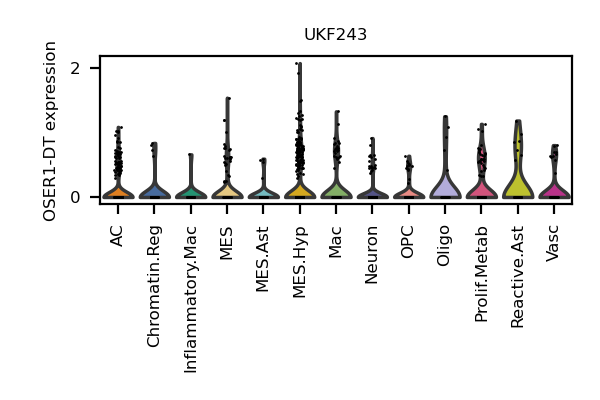 UKF243
OSER1-DT expression
2
0
AC
Chromatin.Reg
Inflammatory.Mac
MES
MES.Ast
MES.Hyp
Mac
Neuron
OPC
Oligo
Prolif.Metab
Reactive.Ast
Vasc